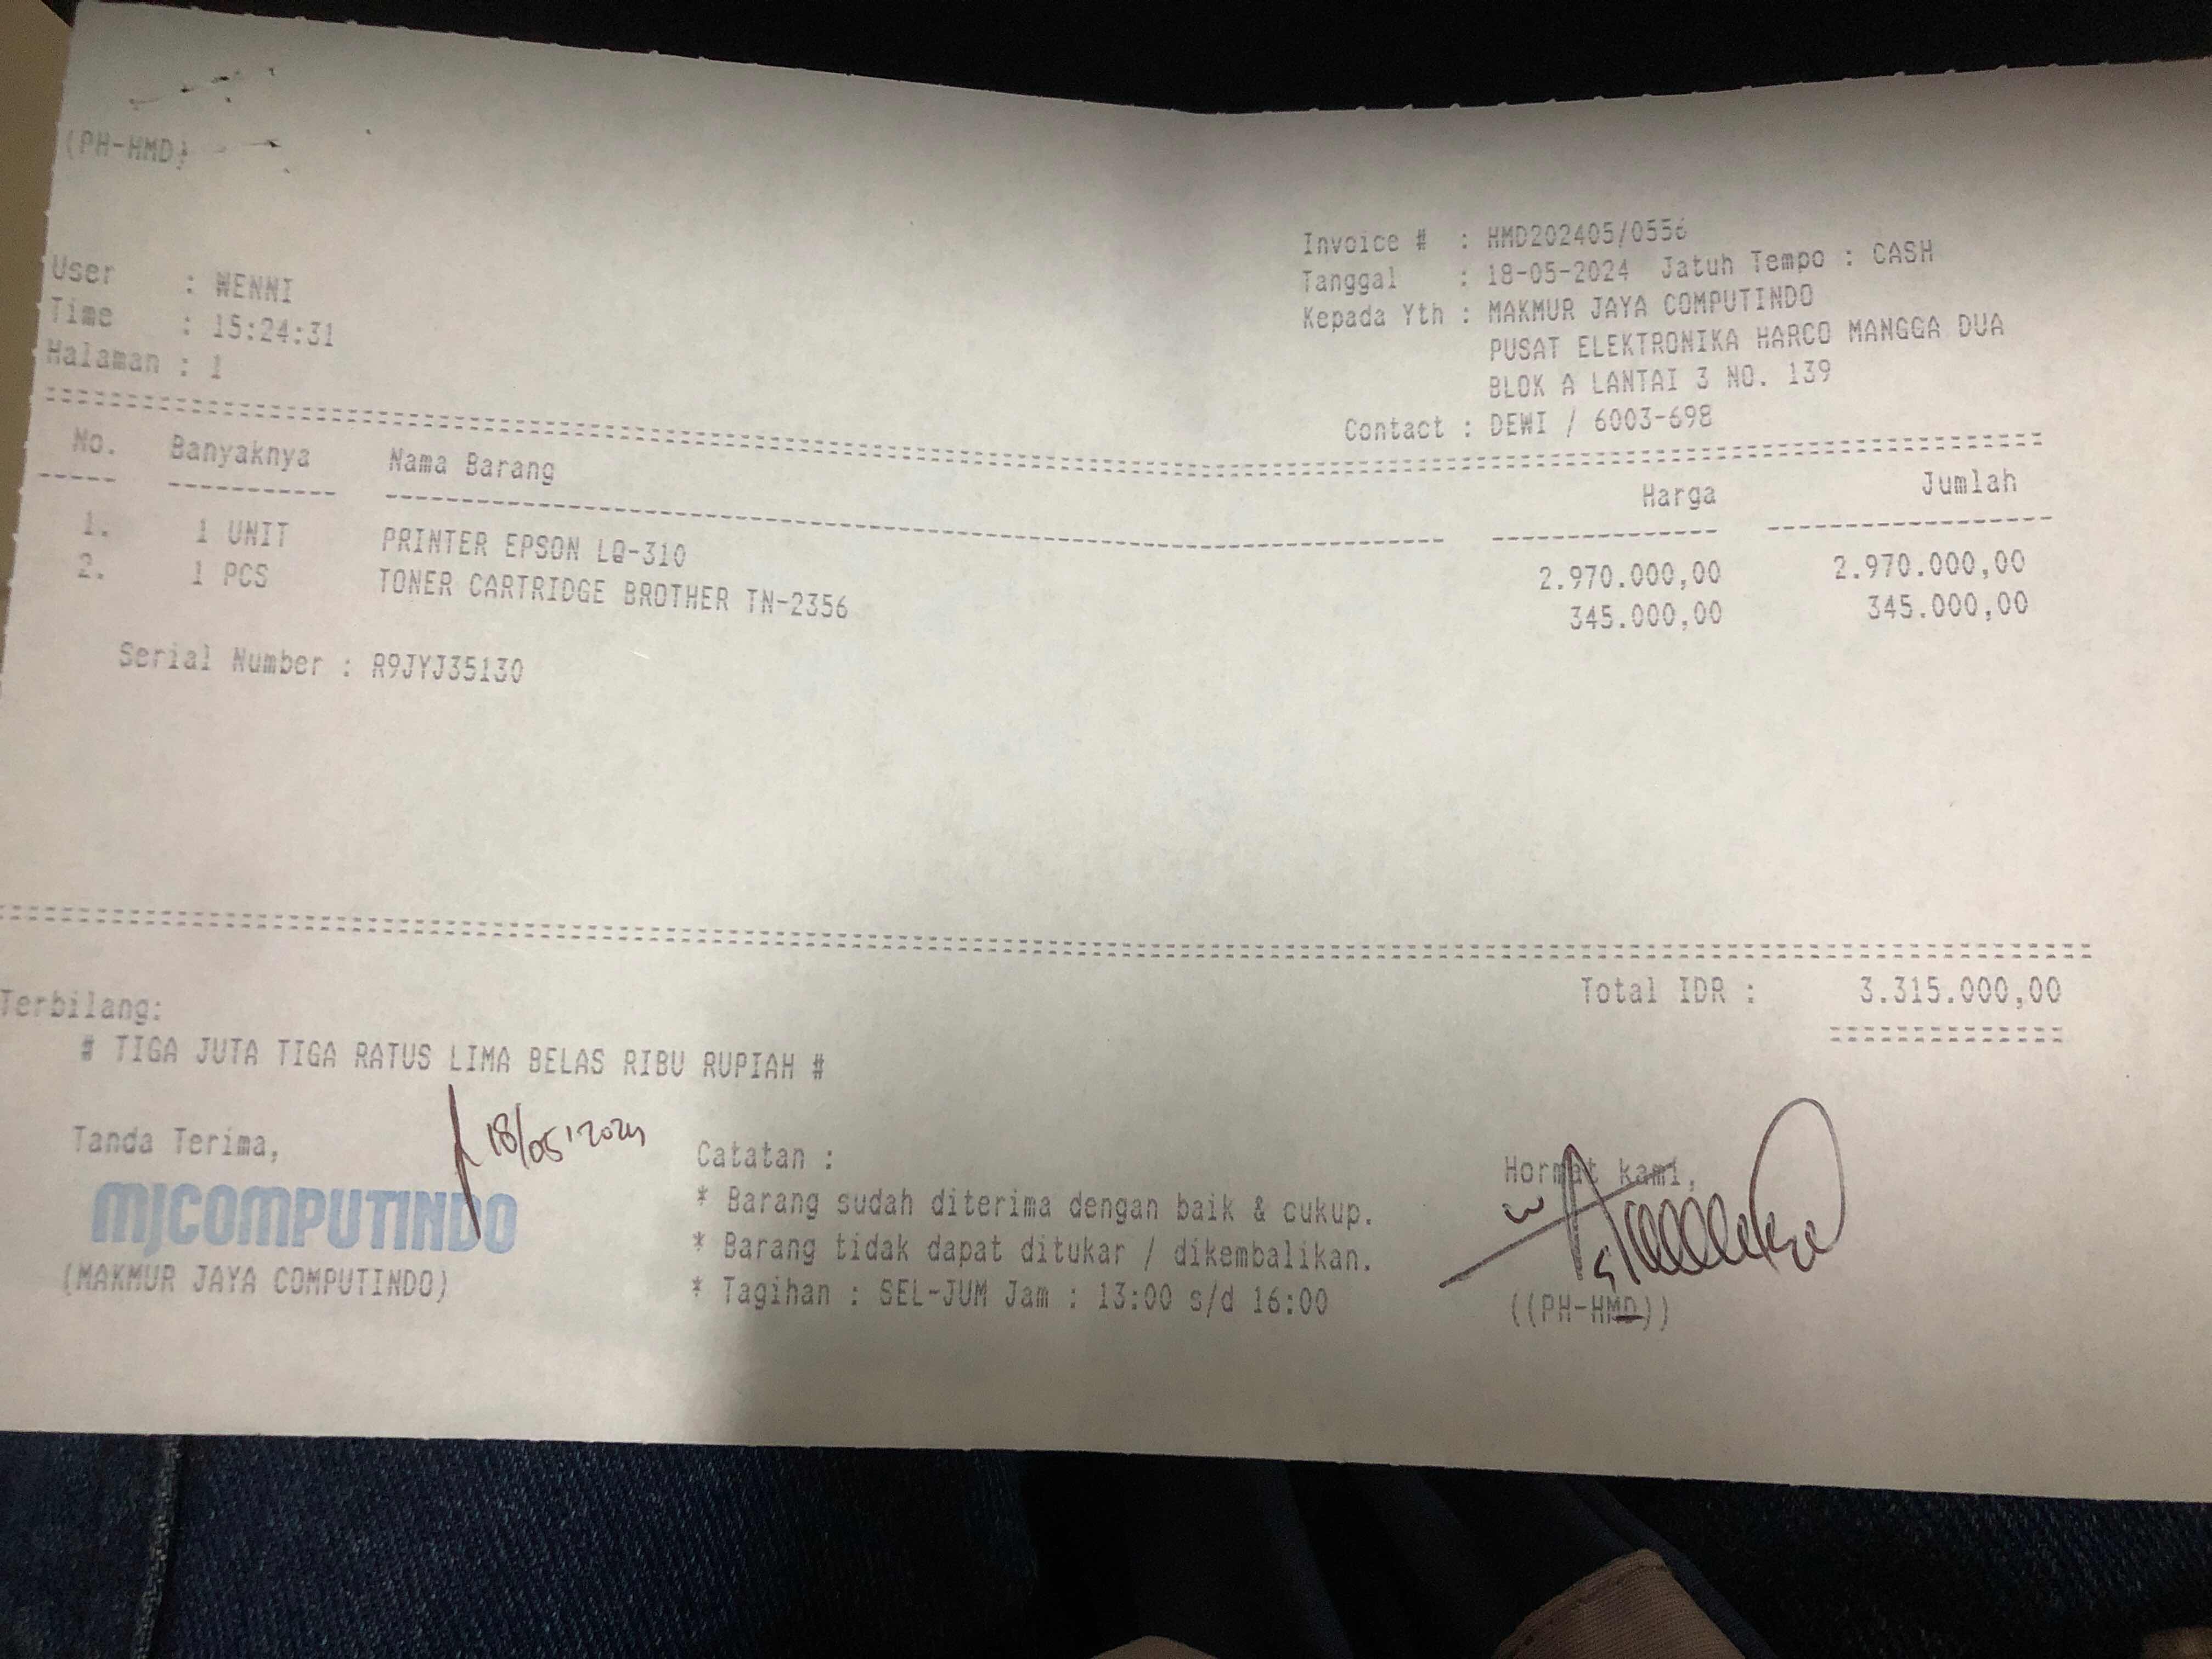 (PH-HMD)
User : WENNI
Time : 15:24:31
Halaman : 1
Invoice # : HMD202405/0556
Tanggal : 18-05-2024 Jatuh Tempo : CASH
Kepada Yth : MAKMUR JAYA COMPUTINDO
PUSAT ELEKTRONIKA HARCO MANGGA DUA
BLOK A LANTAI 3 NO. 139
Contact : DEWI / 6003-698
No. Banyaknya Nama Barang Harga Jumlah
1. 1 UNIT PRINTER EPSON LQ-310 2.970.000,00 2.970.000,00
2. 1 PCS TONER CARTRIDGE BROTHER TN-2356 345.000,00 345.000,00
Serial Number : R9JYJ35130
Total IDR : 3.315.000,00
Terbilang:
# TIGA JUTA TIGA RATUS LIMA BELAS RIBU RUPIAH #
Tanda Terima,
18/05'2024
MJCOMPUTINDO
(MAKMUR JAYA COMPUTINDO)
Catatan :
* Barang sudah diterima dengan baik & cukup.
* Barang tidak dapat ditukar / dikembalikan.
* Tagihan : SEL-JUM Jam : 13:00 s/d 16:00
Hormat kami,
((PH-HMD))